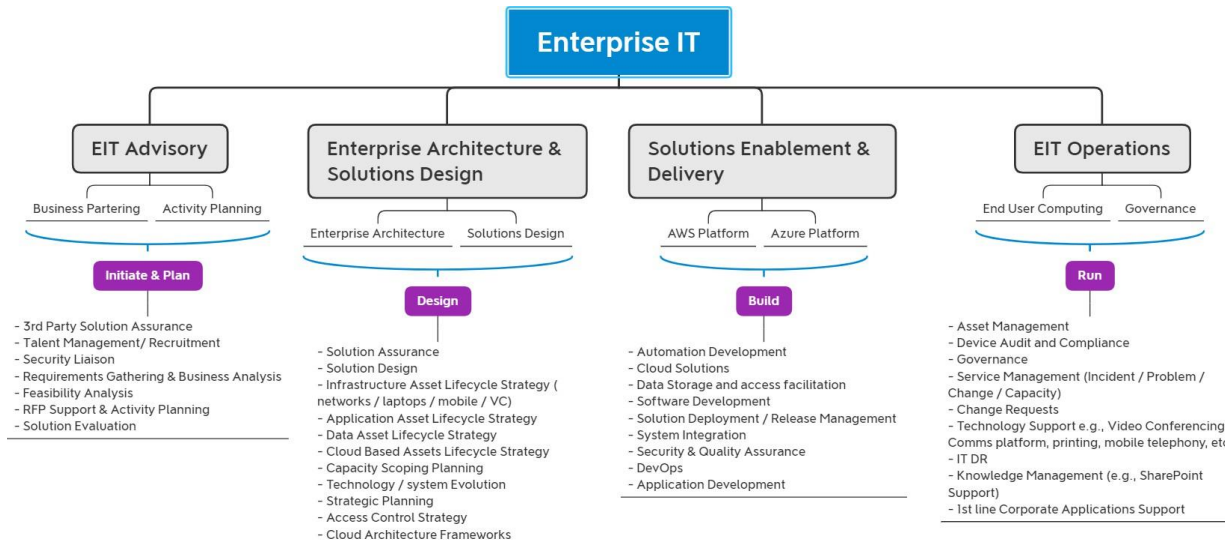 Enterprise IT
EIT Advisory
Business Partering
Activity Planning
Initiate & Plan
- 3rd Party Solution Assurance
- Talent Management/ Recruitment
- Security Liaison
- Requirements Gathering & Business Analysis
- Feasibility Analysis
- RFP Support & Activity Planning
- Solution Evaluation
Enterprise Architecture &
Solutions Design
Enterprise Architecture
Solutions Design
Design
- Solution Assurance
- Solution Design
- Infrastructure Asset Lifecycle Strategy (
networks / laptops / mobile / VC)
- Application Asset Lifecycle Strategy
- Data Asset Lifecycle Strategy
- Cloud Based Assets Lifecycle Strategy
- Capacity Scoping Planning
- Technology / system Evolution
- Strategic Planning
- Access Control Strategy
- Cloud Architecture Frameworks
Solutions Enablement &
Delivery
AWS Platform
Azure Platform
Build
- Automation Development
- Cloud Solutions
- Data Storage and access facilitation
- Software Development
- Solution Deployment / Release Management
- System Integration
- Security & Quality Assurance
- DevOps
- Application Development
EIT Operations
End User Computing
Governance
Run
- Asset Management
- Device Audit and Compliance
- Governance
- Service Management (Incident / Problem /
Change / Capacity)
- Change Requests
- Technology Support e.g., Video Conferencing
Comms platform, printing, mobile telephony, etc
- IT DR
- Knowledge Management (e.g., SharePoint
Support)
- 1st line Corporate Applications Support